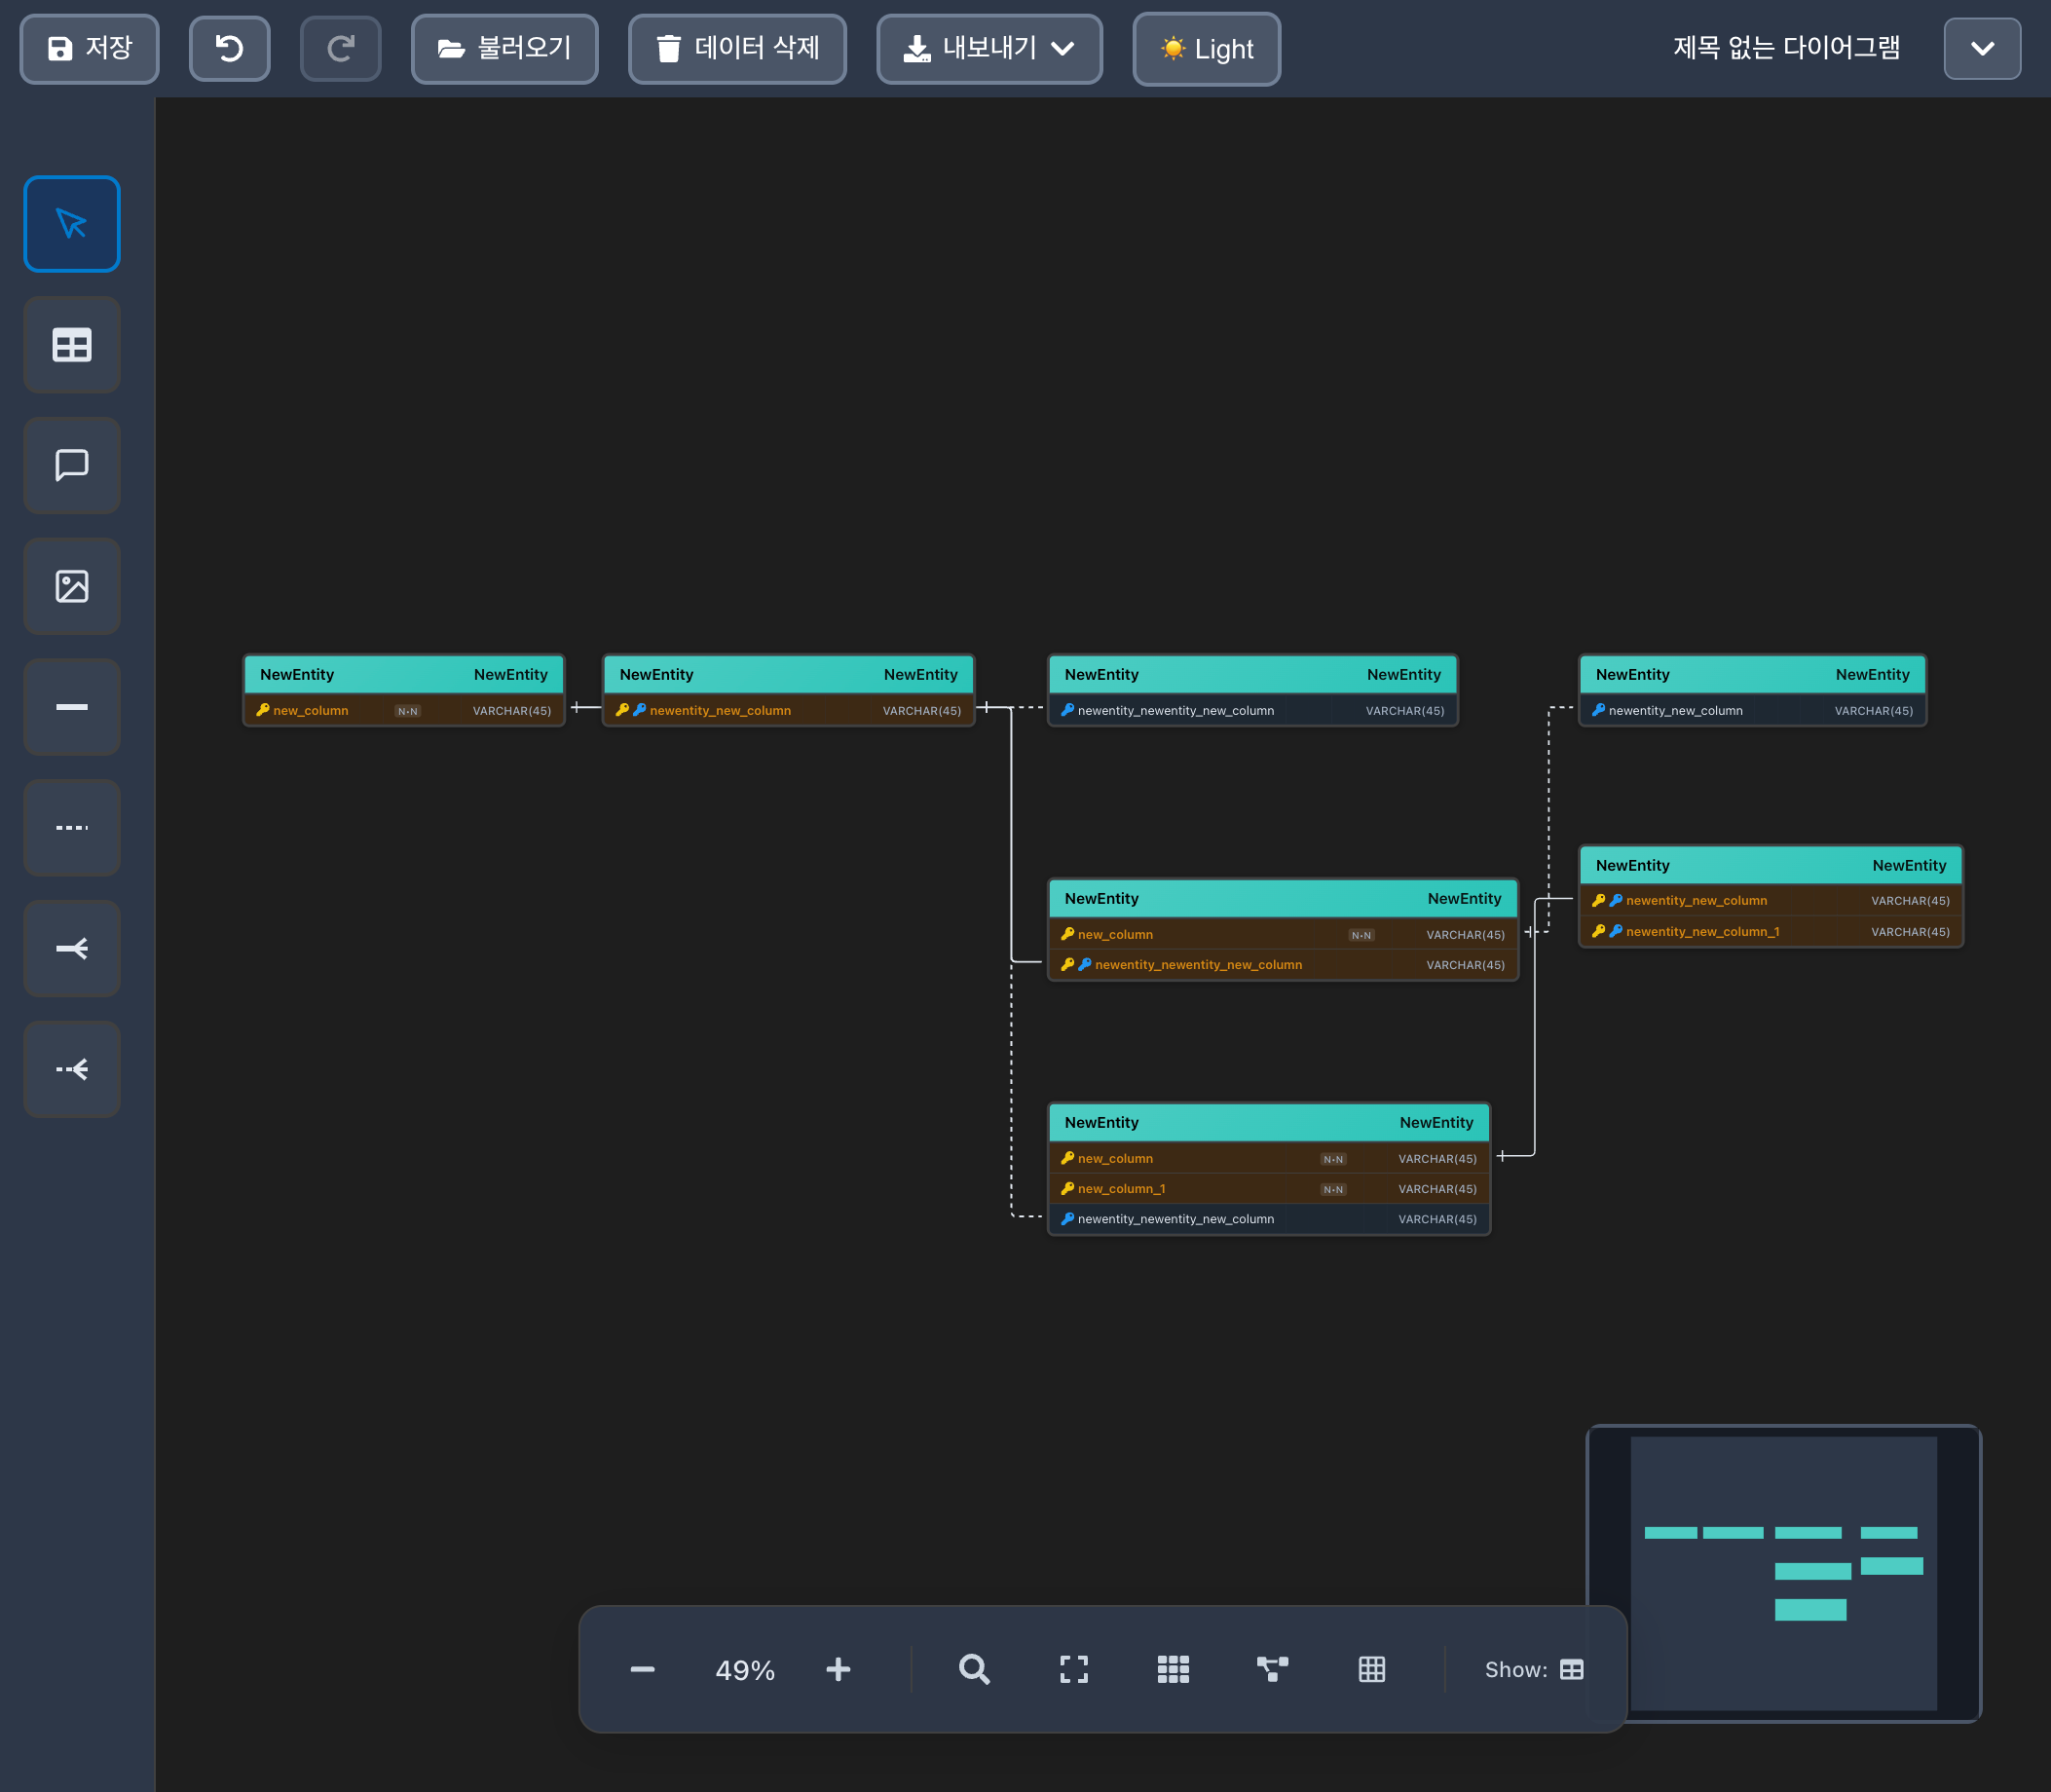 저장
불러오기
데이터 삭제
내보내기
Light
제목 없는 다이어그램
NewEntity NewEntity
new_column N-N VARCHAR(45)
NewEntity NewEntity
newentity_new_column VARCHAR(45)
NewEntity NewEntity
newentity_newentity_new_column VARCHAR(45)
NewEntity NewEntity
newentity_new_column VARCHAR(45)
NewEntity NewEntity
newentity_new_column VARCHAR(45)
newentity_new_column_1 VARCHAR(45)
NewEntity NewEntity
new_column N-N VARCHAR(45)
newentity_newentity_new_column VARCHAR(45)
NewEntity NewEntity
new_column N-N VARCHAR(45)
new_column_1 N-N VARCHAR(45)
newentity_newentity_new_column VARCHAR(45)
49%
Show: